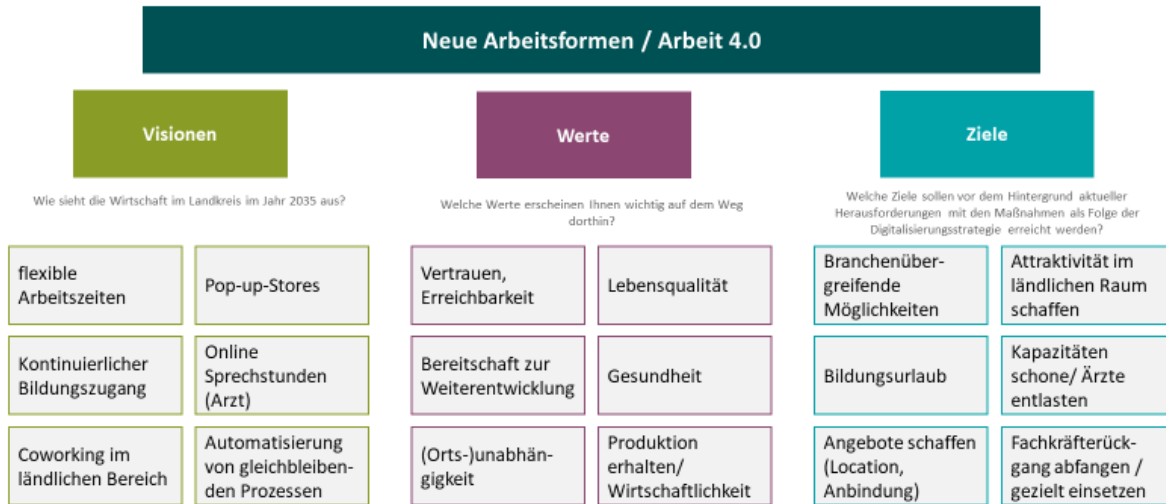 Neue Arbeitsformen / Arbeit 4.0
Visionen
Wie sieht die Wirtschaft im Landkreis im Jahr 2035 aus?
flexible
Arbeitszeiten
Pop-up-Stores
Kontinuierlicher
Bildungszugang
Online
Sprechstunden
(Arzt)
Coworking im
ländlichen Bereich
Automatisierung
von gleichbleiben-
den Prozessen
Werte
Welche Werte erscheinen Ihnen wichtig auf dem Weg
dorthin?
Vertrauen,
Erreichbarkeit
Lebensqualität
Bereitschaft zur
Weiterentwicklung
Gesundheit
(Orts-)unabhän-
gigkeit
Produktion
erhalten/
Wirtschaftlichkeit
Ziele
Welche Ziele sollen vor dem Hintergrund aktueller
Herausforderungen mit den Maßnahmen als Folge der
Digitalisierungsstrategie erreicht werden?
Branchenüber-
greifende
Möglichkeiten
Attraktivität im
ländlichen Raum
schaffen
Bildungsurlaub
Kapazitäten
schone/ Ärzte
entlasten
Angebote schaffen
(Location,
Anbindung)
Fachkräfterück-
gang abfangen /
gezielt einsetzen